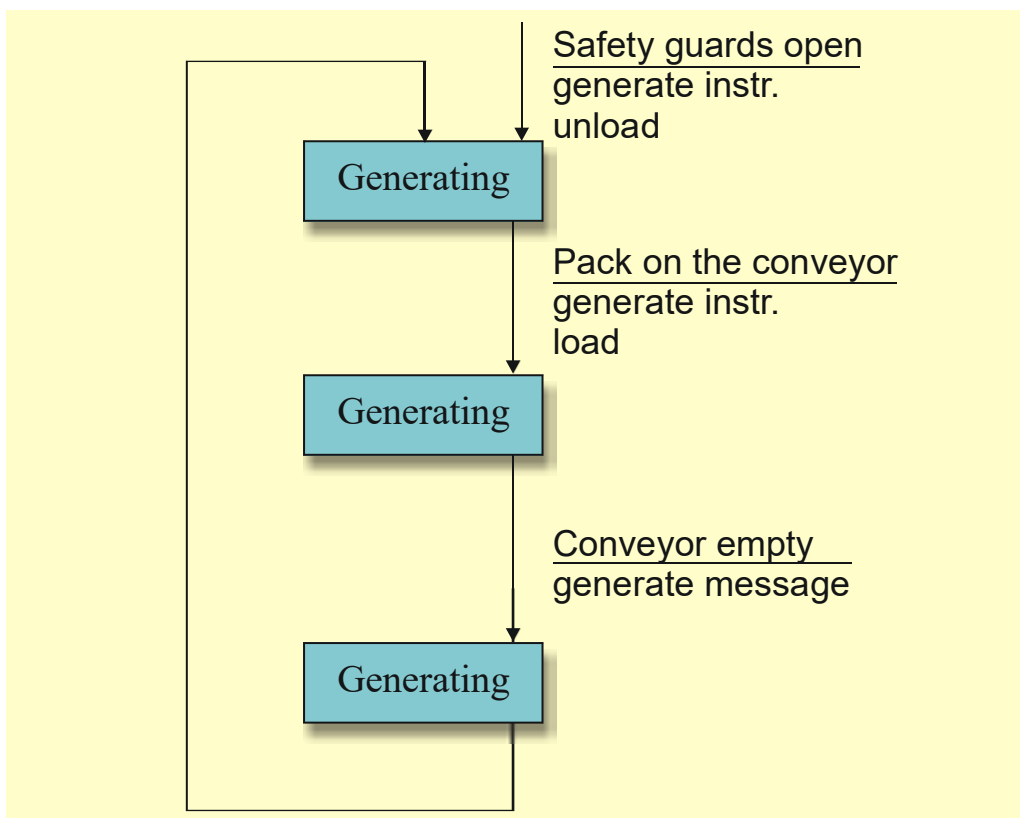 Safety guards open
generate instr.
unload
Generating
Pack on the conveyor
generate instr.
load
Generating
Conveyor empty
generate message
Generating